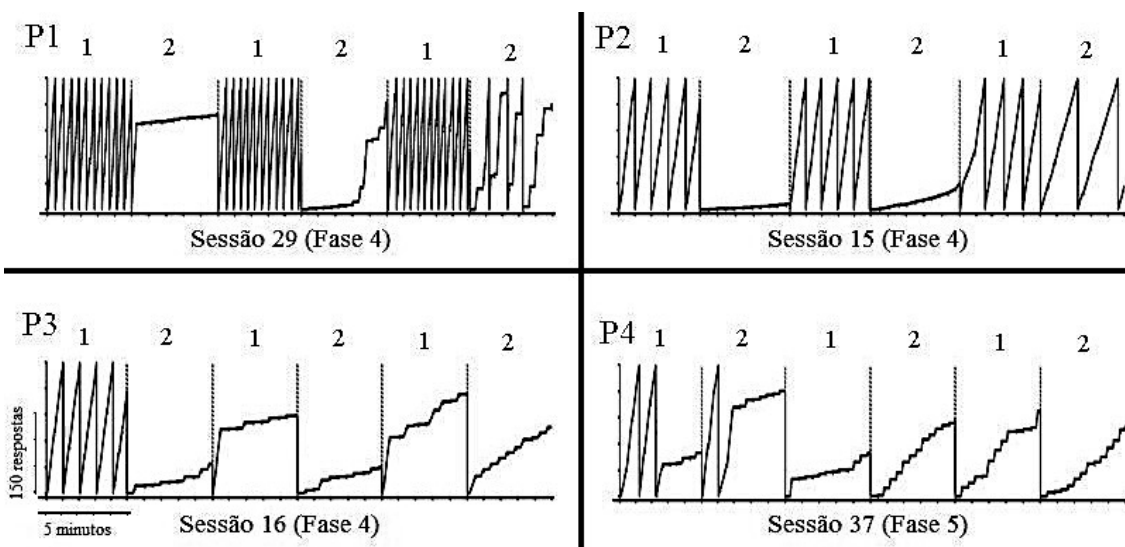 P1
1 2 1 2 1 2
Sessão 29 (Fase 4)
P2
1 2 1 2 1 2
Sessão 15 (Fase 4)
P3
1 2 1 2 1 2
150 respostas
5 minutos
Sessão 16 (Fase 4)
P4
1 2 1 2 1 2
Sessão 37 (Fase 5)